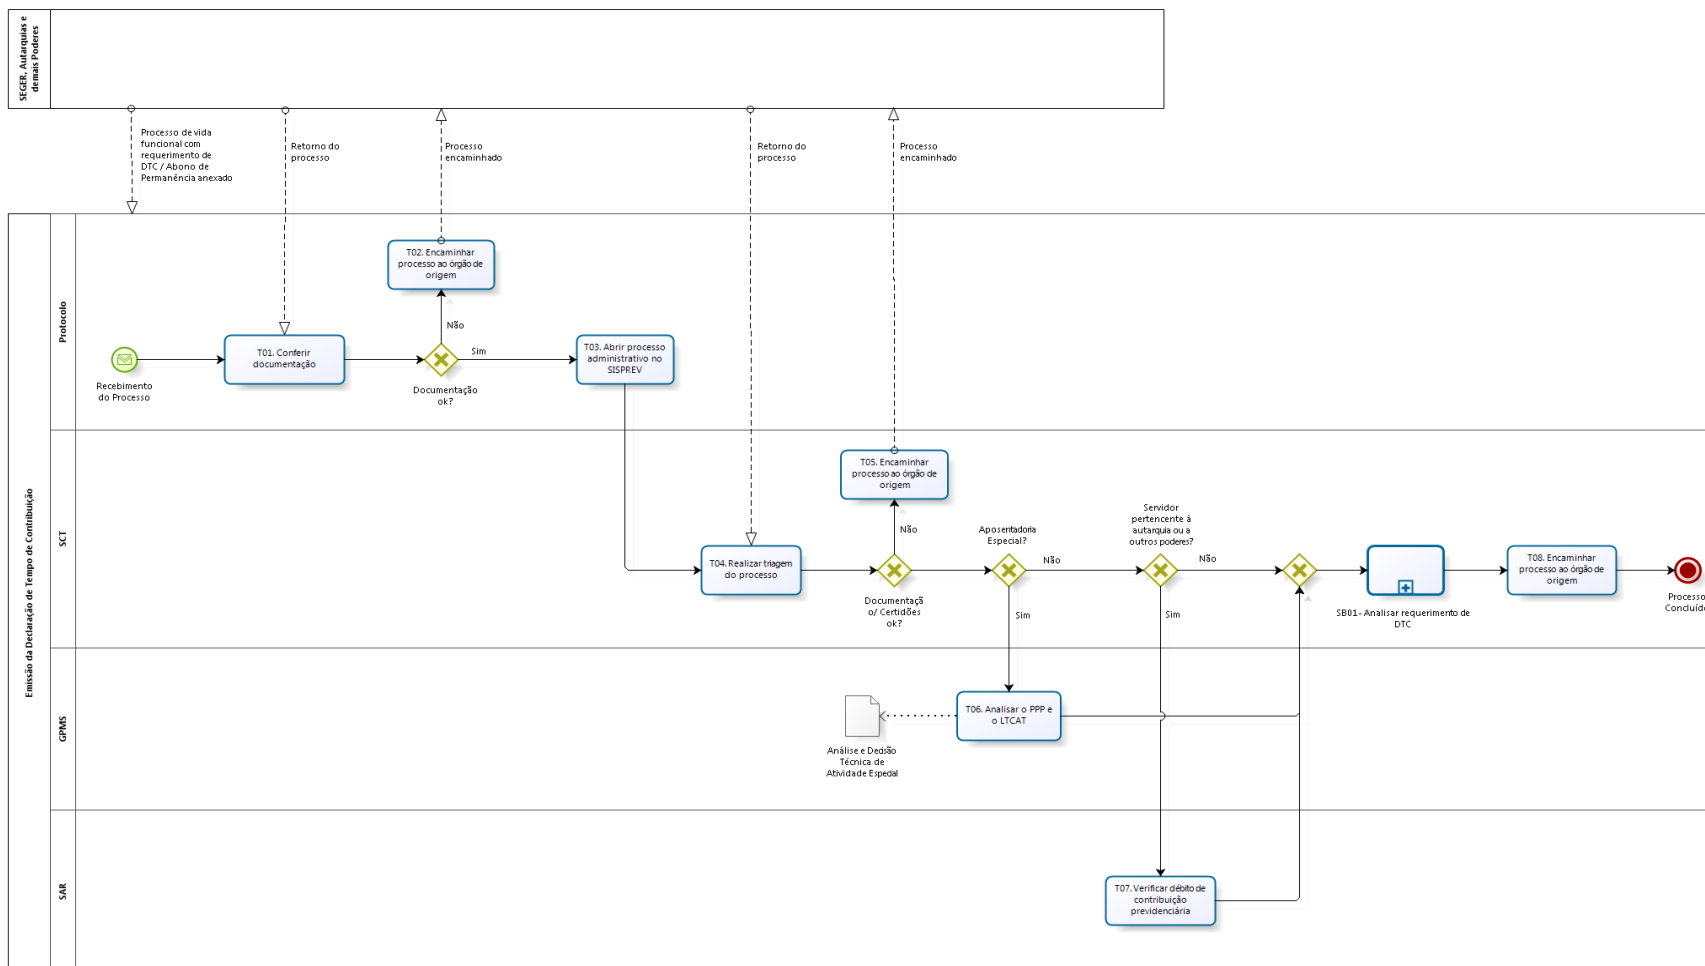 SEGER, Autarquias e
demais Poderes
Processo de vida
funcional com
requerimento de
DTC / Abono de
Permanência anexado
Retorno do
processo
Processo
encaminhado
Retorno do
processo
Processo
encaminhado
Emissão da Declaração de Tempo de Contribuição
Protocolo
T02. Encaminhar
processo ao órgão de
origem
Não
T01. Conferir
documentação
Sim
T03. Abrir processo
administrativo no
SISPREV
Recebimento
do Processo
Documentação
ok?
SCT
T05. Encaminhar
processo ao órgão de
origem
Não
Aposentadoria
Especial?
Servidor
pertencente à
autarquia ou a
outros poderes?
T04. Realizar triagem
do processo
Não
Não
T08. Encaminhar
processo ao órgão de
origem
Documentaçã
o/ Certidões
ok?
Sim
Sim
SB01- Analisar requerimento de
DTC
Processo
Concluído
GPMS
T06. Analisar o PPP e
o LTCAT
Análise e Decisão
Técnica de
Atividade Especial
SAR
T07. Verificar débito de
contribuição
previdenciária